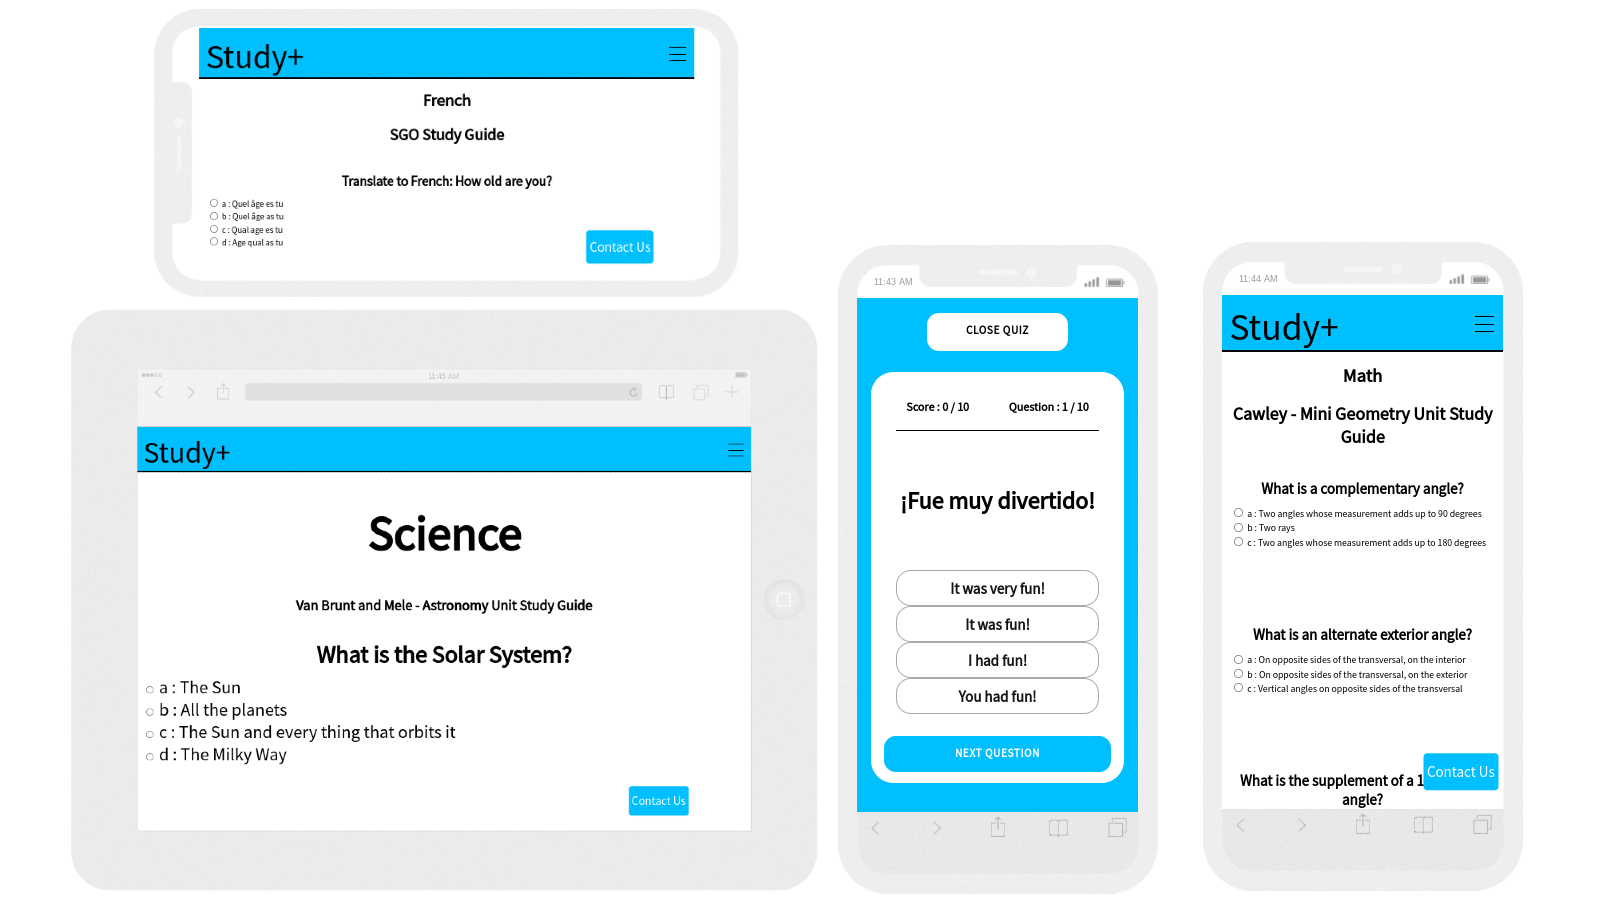 Study+
French
SGO Study Guide
Translate to French: How old are you?
a : Quel âge es tu
b : Quel âge as tu
c : Qual age es tu
d : Age qual as tu
Contact Us
11:45 AM
Study+
Science
Van Brunt and Mele - Astronomy Unit Study Guide
What is the Solar System?
a : The Sun
b : All the planets
c : The Sun and every thing that orbits it
d : The Milky Way
Contact Us
11:43 AM
CLOSE QUIZ
Score : 0 / 10 Question : 1 / 10
¡Fue muy divertido!
It was very fun!
It was fun!
I had fun!
You had fun!
NEXT QUESTION
11:44 AM
Study+
Math
Cawley - Mini Geometry Unit Study
Guide
What is a complementary angle?
a : Two angles whose measurement adds up to 90 degrees
b : Two rays
c : Two angles whose measurement adds up to 180 degrees
What is an alternate exterior angle?
a : On opposite sides of the transversal, on the interior
b : On opposite sides of the transversal, on the exterior
c : Vertical angles on opposite sides of the transversal
What is the supplement of a 1
angle?
Contact Us